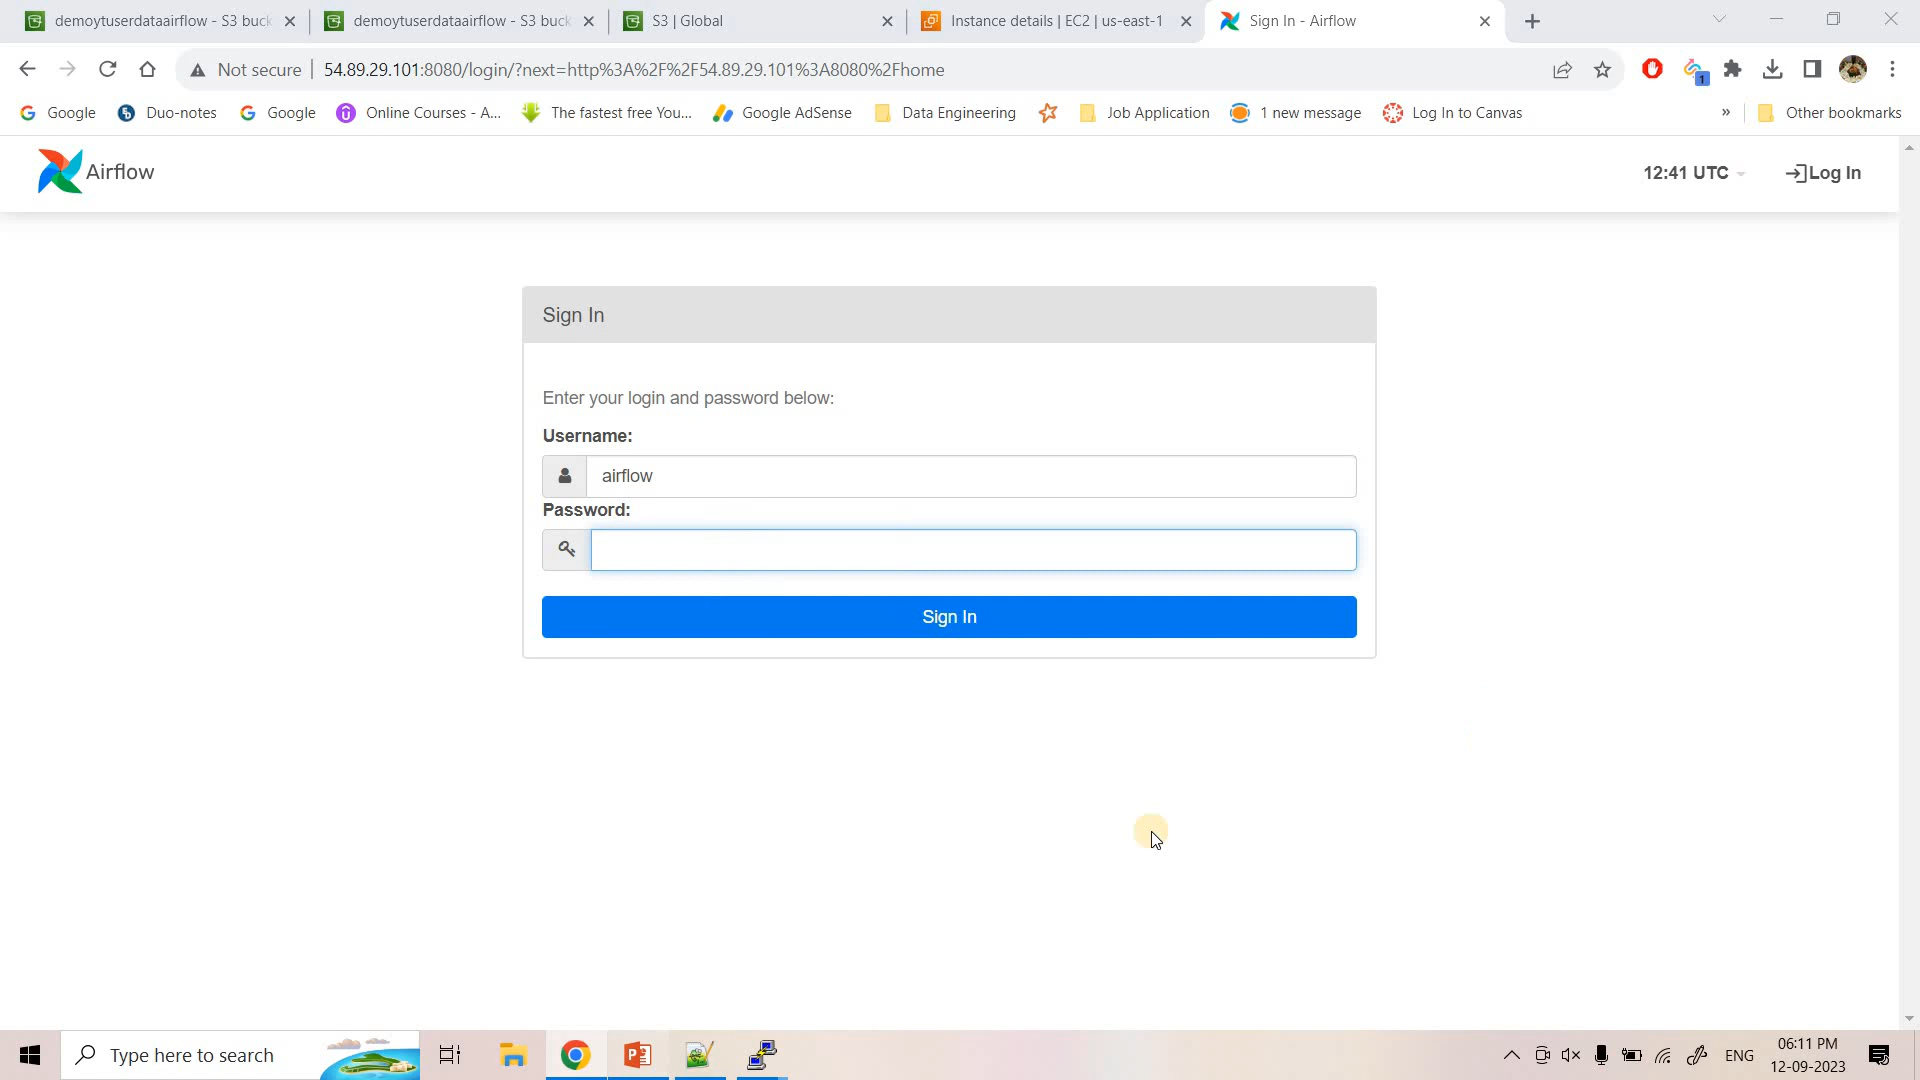 demoytuserdataairflow - S3 buck
demoytuserdataairflow - S3 buck
S3 | Global
Instance details | EC2 | us-east-1
Sign In - Airflow
Not secure
54.89.29.101:8080/login/?next=http%3A%2F%2F54.89.29.101%3A8080%2Fhome
1
Google
Duo-notes
Google
Online Courses - A...
The fastest free You...
Google AdSense
Data Engineering
Job Application
1 new message
Log In to Canvas
»
Other bookmarks
Airflow
12:41 UTC
Log In
Sign In
Enter your login and password below:
Username:
airflow
Password:
Sign In
Type here to search
ENG
06:11 PM
12-09-2023